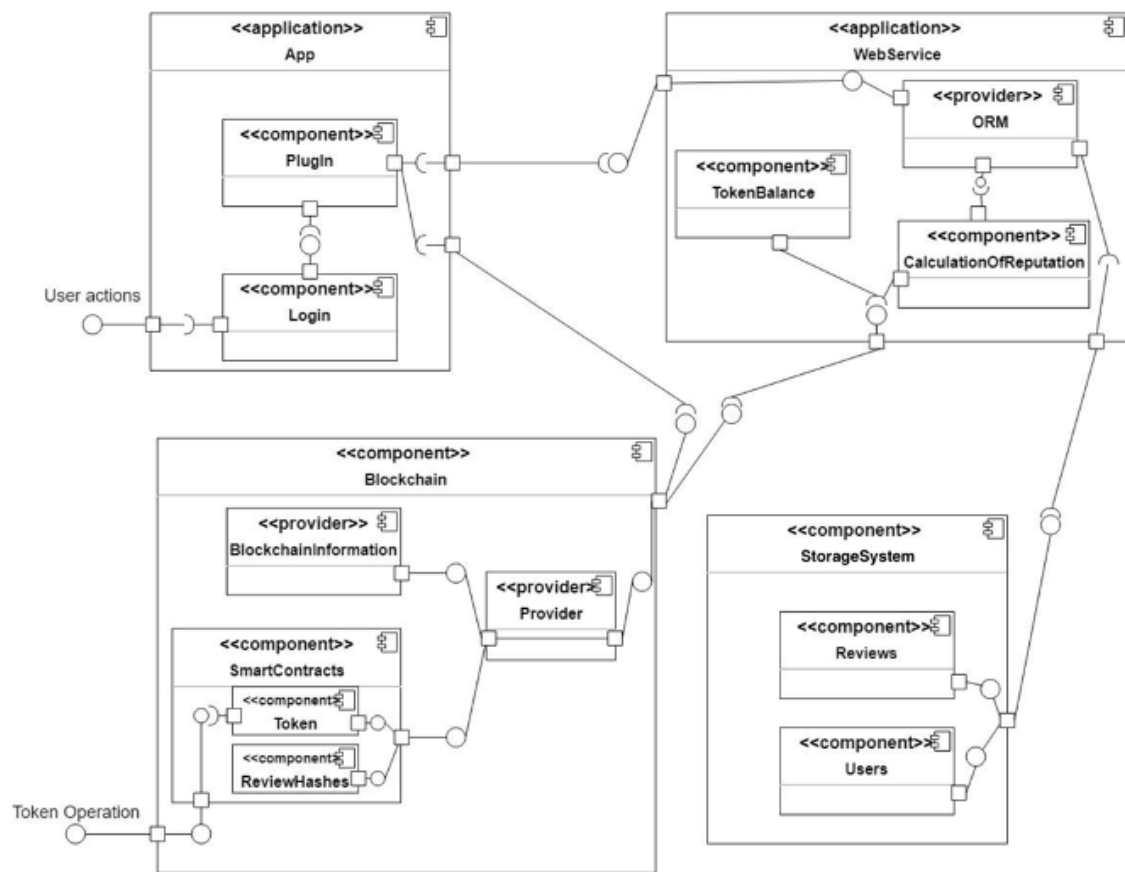 <<application>>
App
<<component>>
PlugIn
<<component>>
Login
User actions
<<application>>
WebService
<<provider>>
ORM
<<component>>
TokenBalance
<<component>>
CalculationOfReputation
<<component>>
Blockchain
<<provider>>
BlockchainInformation
<<provider>>
Provider
<<component>>
SmartContracts
<<component>
Token
<<component>
ReviewHashes
Token Operation
<<component>>
StorageSystem
<<component>>
Reviews
<<component>>
Users